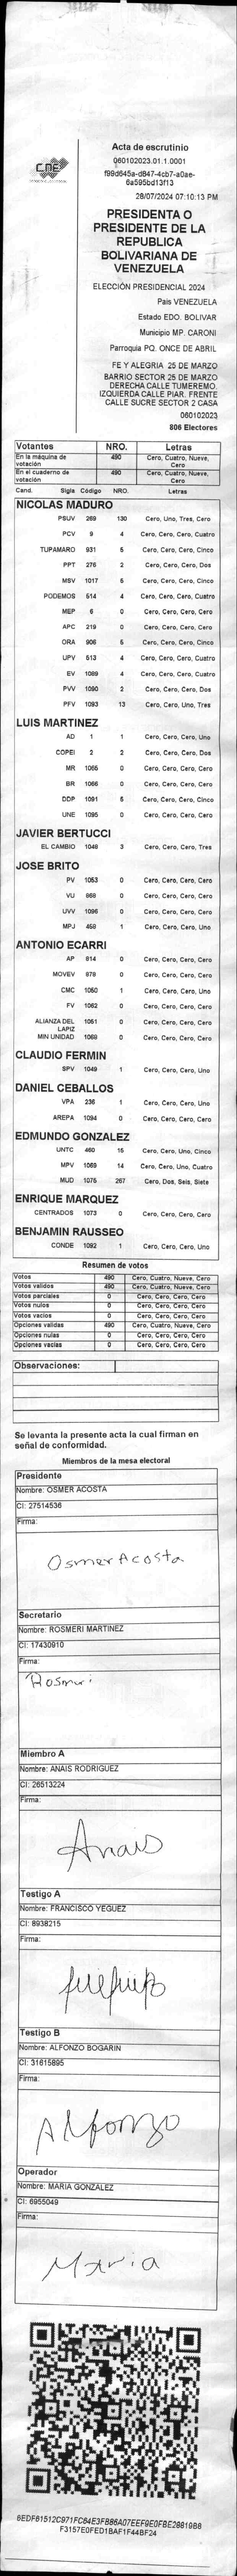 CNE
Acta de escrutinio
060102023.01.1.0001
f99d645a-d847-4cb7-a0ae-
6a595bd13f13
28/07/2024 07:10:13 PM
PRESIDENTA O
PRESIDENTE DE LA
REPUBLICA
BOLIVARIANA DE
VENEZUELA
ELECCIÓN PRESIDENCIAL 2024
Pais VENEZUELA
Estado EDO. BOLIVAR
Municipio MP. CARONI
Parroquia PQ. ONCE DE ABRIL
FE Y ALEGRIA 25 DE MARZO
BARRIO SECTOR 25 DE MARZO
DERECHA CALLE TUMEREMO.
IZQUIERDA CALLE PIAR. FRENTE
CALLE SUCRE SECTOR 2 CASA
060102023
806 Electores
Votantes NRO. Letras
En la máquina de votación 490 Cero, Cuatro, Nueve, Cero
En el cuaderno de votación 490 Cero, Cuatro, Nueve, Cero
Cand. Sigla Código NRO. Letras
NICOLAS MADURO
PSUV 269 130 Cero, Uno, Tres, Cero
PCV 9 4 Cero, Cero, Cero, Cuatro
TUPAMARO 931 5 Cero, Cero, Cero, Cinco
PPT 276 2 Cero, Cero, Cero, Dos
MSV 1017 5 Cero, Cero, Cero, Cinco
PODEMOS 514 4 Cero, Cero, Cero, Cuatro
MEP 6 0 Cero, Cero, Cero, Cero
APC 219 0 Cero, Cero, Cero, Cero
ORA 906 5 Cero, Cero, Cero, Cinco
UPV 513 4 Cero, Cero, Cero, Cuatro
EV 1089 4 Cero, Cero, Cero, Cuatro
PVV 1090 2 Cero, Cero, Cero, Dos
PFV 1093 13 Cero, Cero, Uno, Tres
LUIS MARTINEZ
AD 1 1 Cero, Cero, Cero, Uno
COPEI 2 2 Cero, Cero, Cero, Dos
MR 1065 0 Cero, Cero, Cero, Cero
BR 1066 0 Cero, Cero, Cero, Cero
DDP 1091 5 Cero, Cero, Cero, Cinco
UNE 1095 0 Cero, Cero, Cero, Cero
JAVIER BERTUCCI
EL CAMBIO 1048 3 Cero, Cero, Cero, Tres
JOSE BRITO
PV 1053 0 Cero, Cero, Cero, Cero
VU 868 0 Cero, Cero, Cero, Cero
UVV 1096 0 Cero, Cero, Cero, Cero
MPJ 459 1 Cero, Cero, Cero, Uno
ANTONIO ECARRI
AP 814 0 Cero, Cero, Cero, Cero
MOVEV 878 0 Cero, Cero, Cero, Cero
CMC 1050 1 Cero, Cero, Cero, Uno
FV 1052 0 Cero, Cero, Cero, Cero
ALIANZA DEL LAPIZ 1051 0 Cero, Cero, Cero, Cero
MIN UNIDAD 1088 0 Cero, Cero, Cero, Cero
CLAUDIO FERMIN
SPV 1049 1 Cero, Cero, Cero, Uno
DANIEL CEBALLOS
VPA 236 1 Cero, Cero, Cero, Uno
AREPA 1094 0 Cero, Cero, Cero, Cero
EDMUNDO GONZALEZ
UNTC 460 15 Cero, Cero, Uno, Cinco
MPV 1069 14 Cero, Cero, Uno, Cuatro
MUD 1075 267 Cero, Dos, Seis, Siete
ENRIQUE MARQUEZ
CENTRADOS 1073 0 Cero, Cero, Cero, Cero
BENJAMIN RAUSSEO
CONDE 1092 1 Cero, Cero, Cero, Uno
Resumen de votos
Votos 490 Cero, Cuatro, Nueve, Cero
Votos validos 490 Cero, Cuatro, Nueve, Cero
Votos parciales 0 Cero, Cero, Cero, Cero
Votos nulos 0 Cero, Cero, Cero, Cero
Votos vacíos 0 Cero, Cero, Cero, Cero
Opciones validas 490 Cero, Cuatro, Nueve, Cero
Opciones nulas 0 Cero, Cero, Cero, Cero
Opciones vacias 0 Cero, Cero, Cero, Cero
Observaciones:
Se levanta la presente acta la cual firman en
señal de conformidad.
Miembros de la mesa electoral
Presidente
Nombre: OSMER ACOSTA
CI: 27514536
Firma:
Osmer Acosta
Secretario
Nombre: ROSMERI MARTINEZ
CI: 17430910
Firma:
Rosmeri
Miembro A
Nombre: ANAIS RODRIGUEZ
CI: 26513224
Firma:
Anais
Testigo A
Nombre: FRANCISCO YEGUEZ
CI: 8938215
Firma:
Testigo B
Nombre: ALFONZO BOGARIN
CI: 31615895
Firma:
Alfonzo
Operador
Nombre: MARIA GONZALEZ
CI: 6955049
Firma:
Maria
6EDF61512C971FC64E3FB86A07EEF9E0FBE28819B8
F3157E0FED1BAF1F44BF24